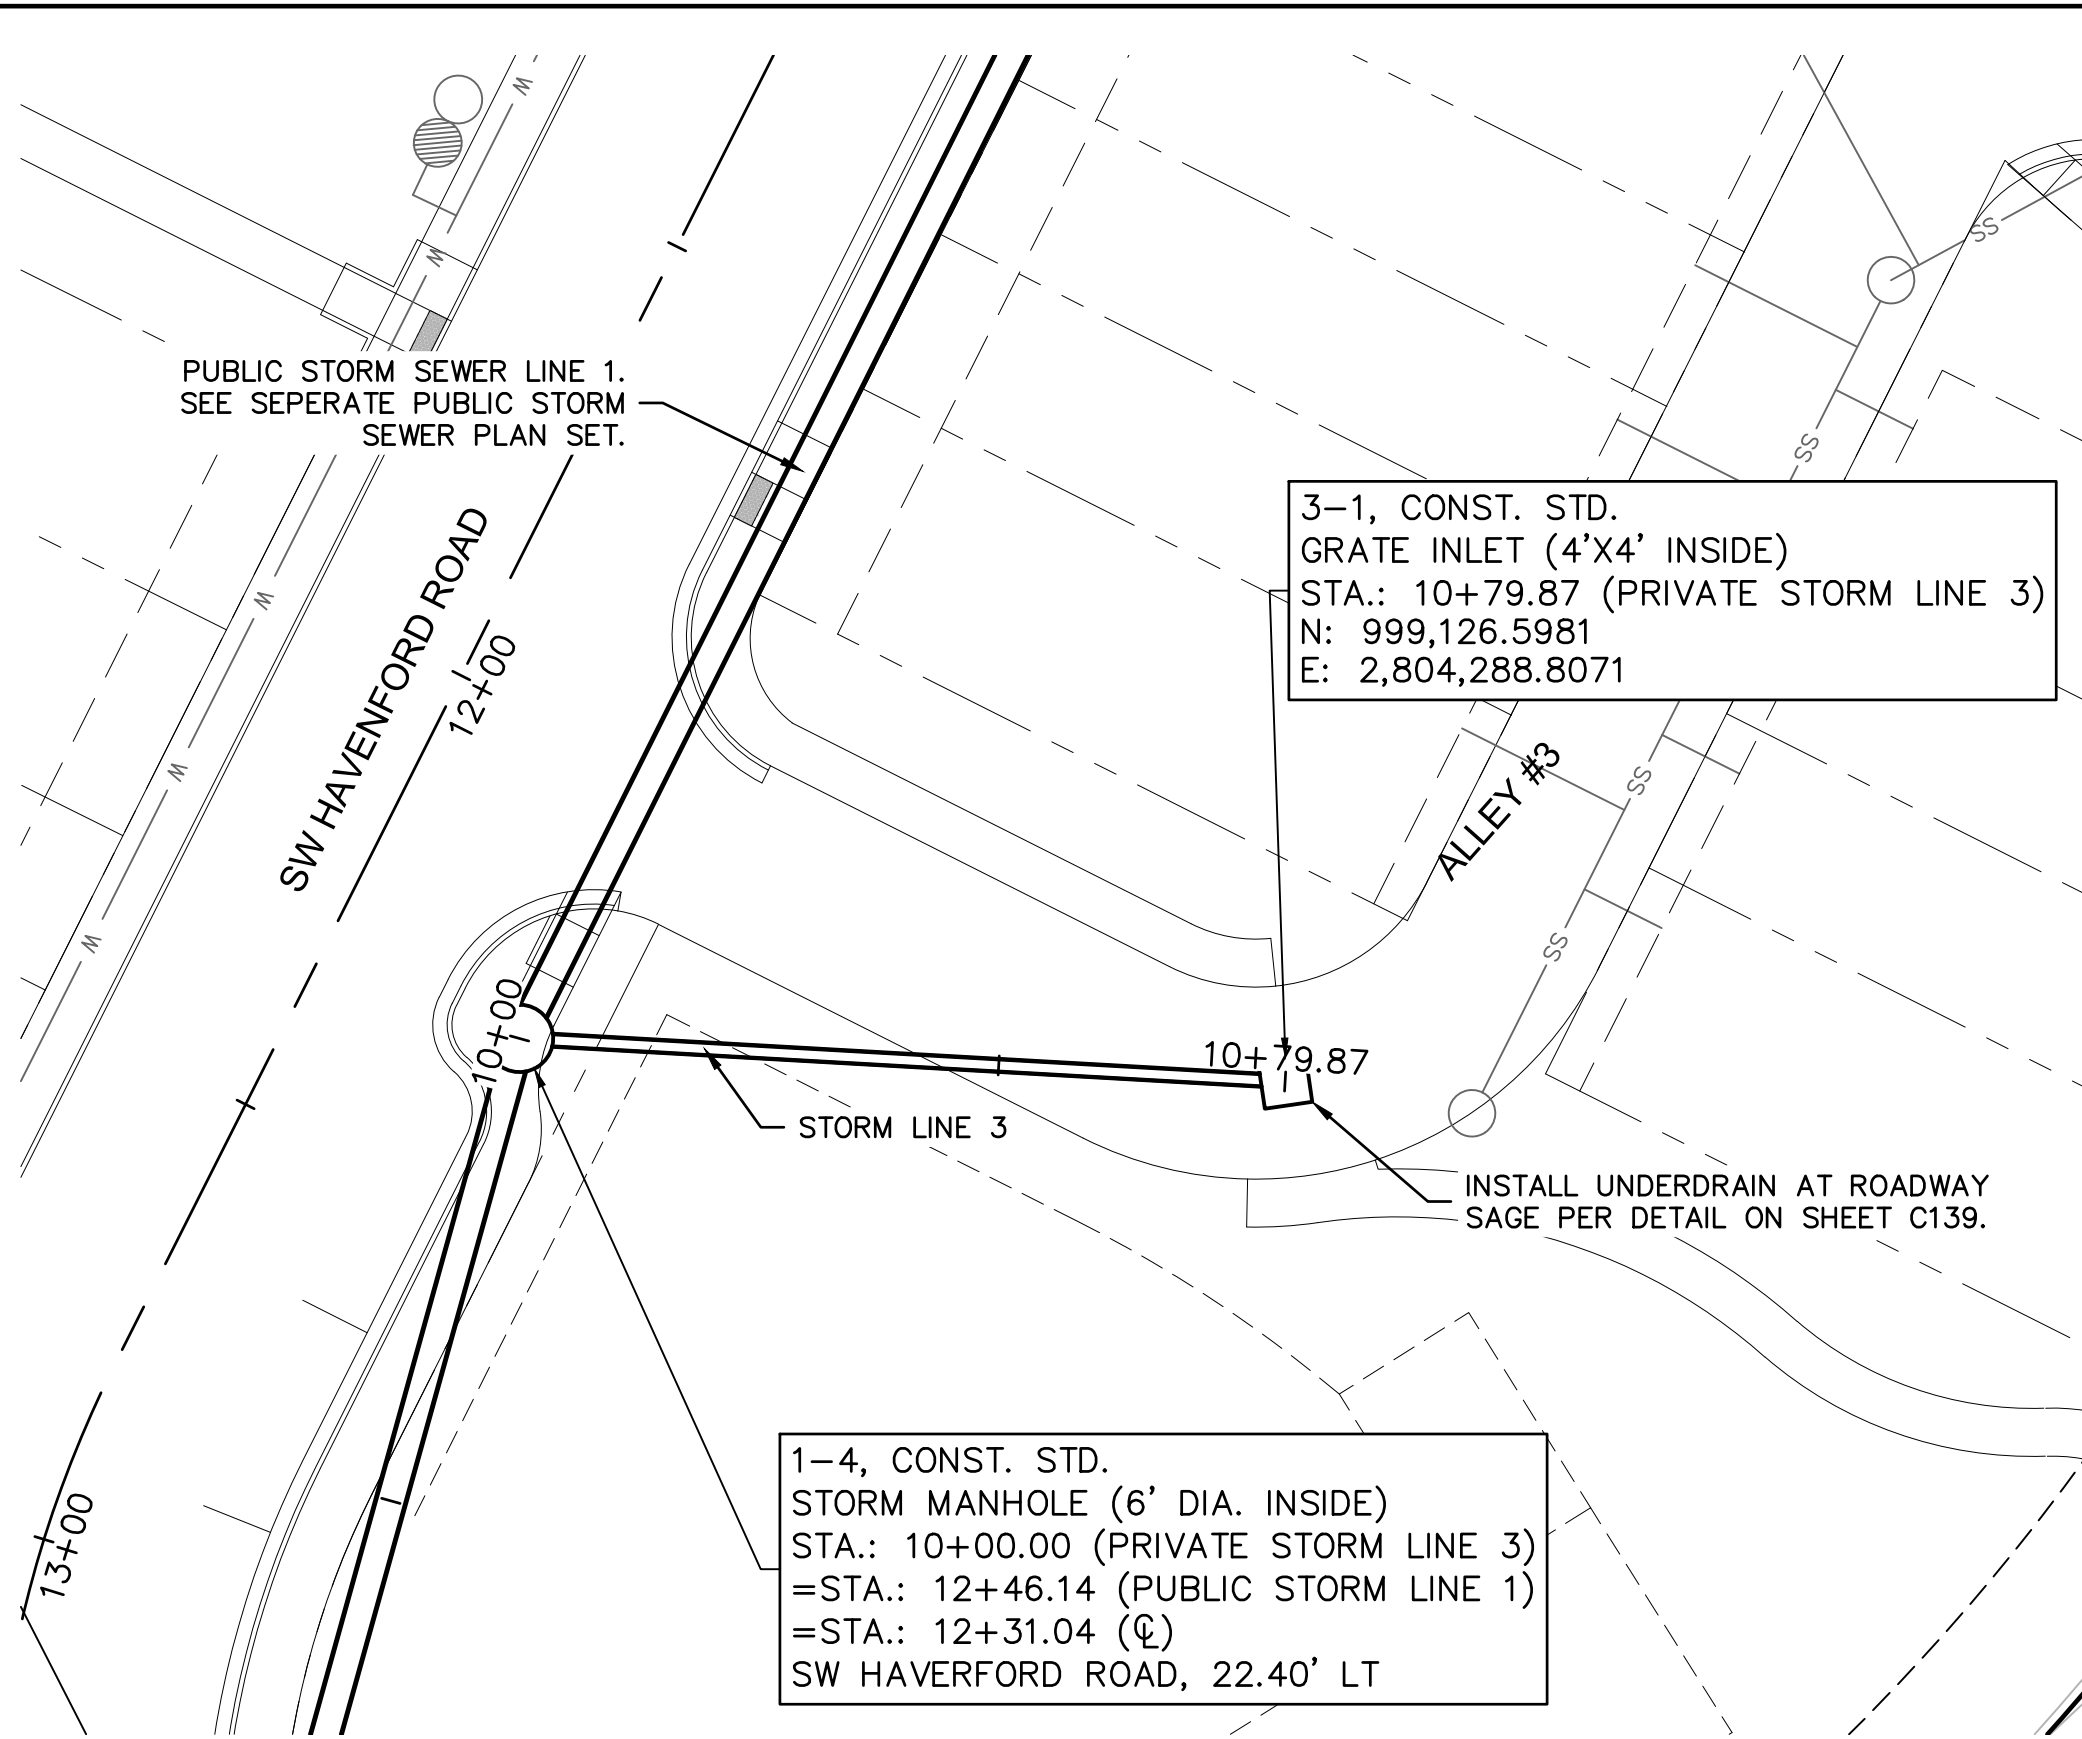 W
W
PUBLIC STORM SEWER LINE 1.
SEE SEPERATE PUBLIC STORM
SEWER PLAN SET.
SS
SS
3-1, CONST. STD.
GRATE INLET (4'X4' INSIDE)
STA.: 10+79.87 (PRIVATE STORM LINE 3)
N: 999,126.5981
E: 2,804,288.8071
SW HAVENFORD ROAD
12+00
W
W
W
ALLEY #3
SS
SS
10+00
10+79.87
STORM LINE 3
INSTALL UNDERDRAIN AT ROADWAY
SAGE PER DETAIL ON SHEET C139.
13+00
1-4, CONST. STD.
STORM MANHOLE (6' DIA. INSIDE)
STA.: 10+00.00 (PRIVATE STORM LINE 3)
=STA.: 12+46.14 (PUBLIC STORM LINE 1)
=STA.: 12+31.04 (℄)
SW HAVERFORD ROAD, 22.40' LT